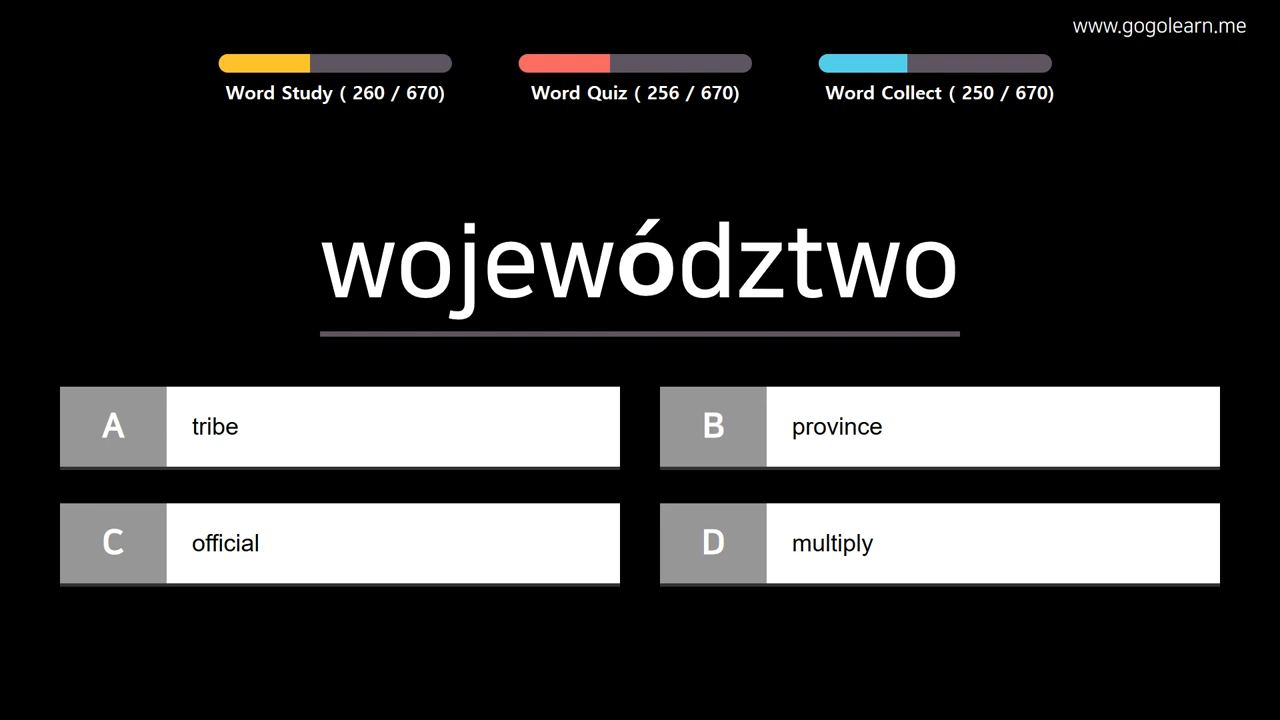 www.gogolearn.me
Word Study ( 260 / 670)
Word Quiz ( 256 / 670)
Word Collect ( 250 / 670)
województwo
A tribe
B province
C official
D multiply